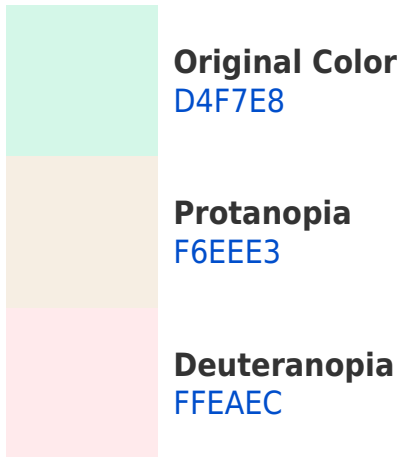 Original Color
D4F7E8
Protanopia
F6EEE3
Deuteranopia
FFEAEC